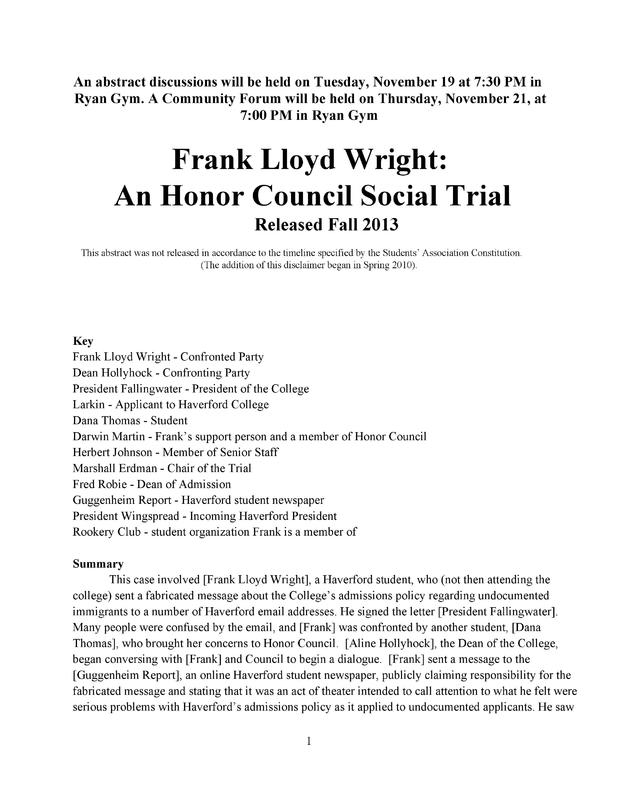 An abstract discussions will be held on Tuesday, November 19 at 7:30 PM in
Ryan Gym. A Community Forum will be held on Thursday, November 21, at
7:00 PM in Ryan Gym
Frank Lloyd Wright:
An Honor Council Social Trial
Released Fall 2013
This abstract was not released in accordance to the timeline specified by the Students' Association Constitution.
(The addition of this disclaimer began in Spring 2010).
Key
Frank Lloyd Wright - Confronted Party
Dean Hollyhock - Confronting Party
President Fallingwater - President of the College
Larkin - Applicant to Haverford College
Dana Thomas - Student
Darwin Martin - Frank's support person and a member of Honor Council
Herbert Johnson - Member of Senior Staff
Marshall Erdman - Chair of the Trial
Fred Robie - Dean of Admission
Guggenheim Report - Haverford student newspaper
President Wingspread - Incoming Haverford President
Rookery Club - student organization Frank is a member of
Summary
This case involved [Frank Lloyd Wright], a Haverford student, who (not then attending the
college) sent a fabricated message about the College's admissions policy regarding undocumented
immigrants to a number of Haverford email addresses. He signed the letter [President Fallingwater].
Many people were confused by the email, and [Frank] was confronted by another student, [Dana
Thomas], who brought her concerns to Honor Council. [Aline Hollyhock], the Dean of the College,
began conversing with [Frank] and Council to begin a dialogue. [Frank] sent a message to the
[Guggenheim Report], an online Haverford student newspaper, publicly claiming responsibility for the
fabricated message and stating that it was an act of theater intended to call attention to what he felt were
serious problems with Haverford's admissions policy as it applied to undocumented applicants. He saw
1